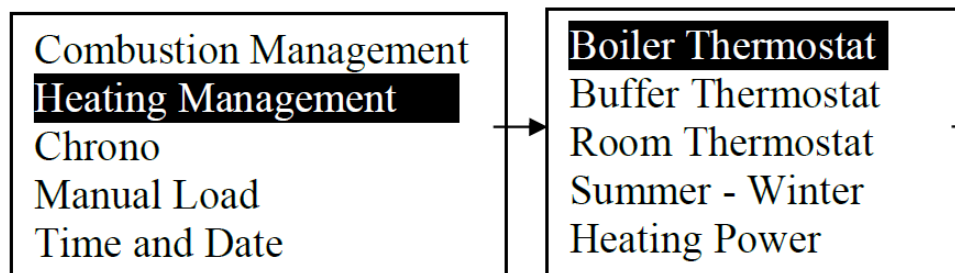 Combustion Management
Heating Management
Chrono
Manual Load
Time and Date
Boiler Thermostat
Buffer Thermostat
Room Thermostat
Summer - Winter
Heating Power